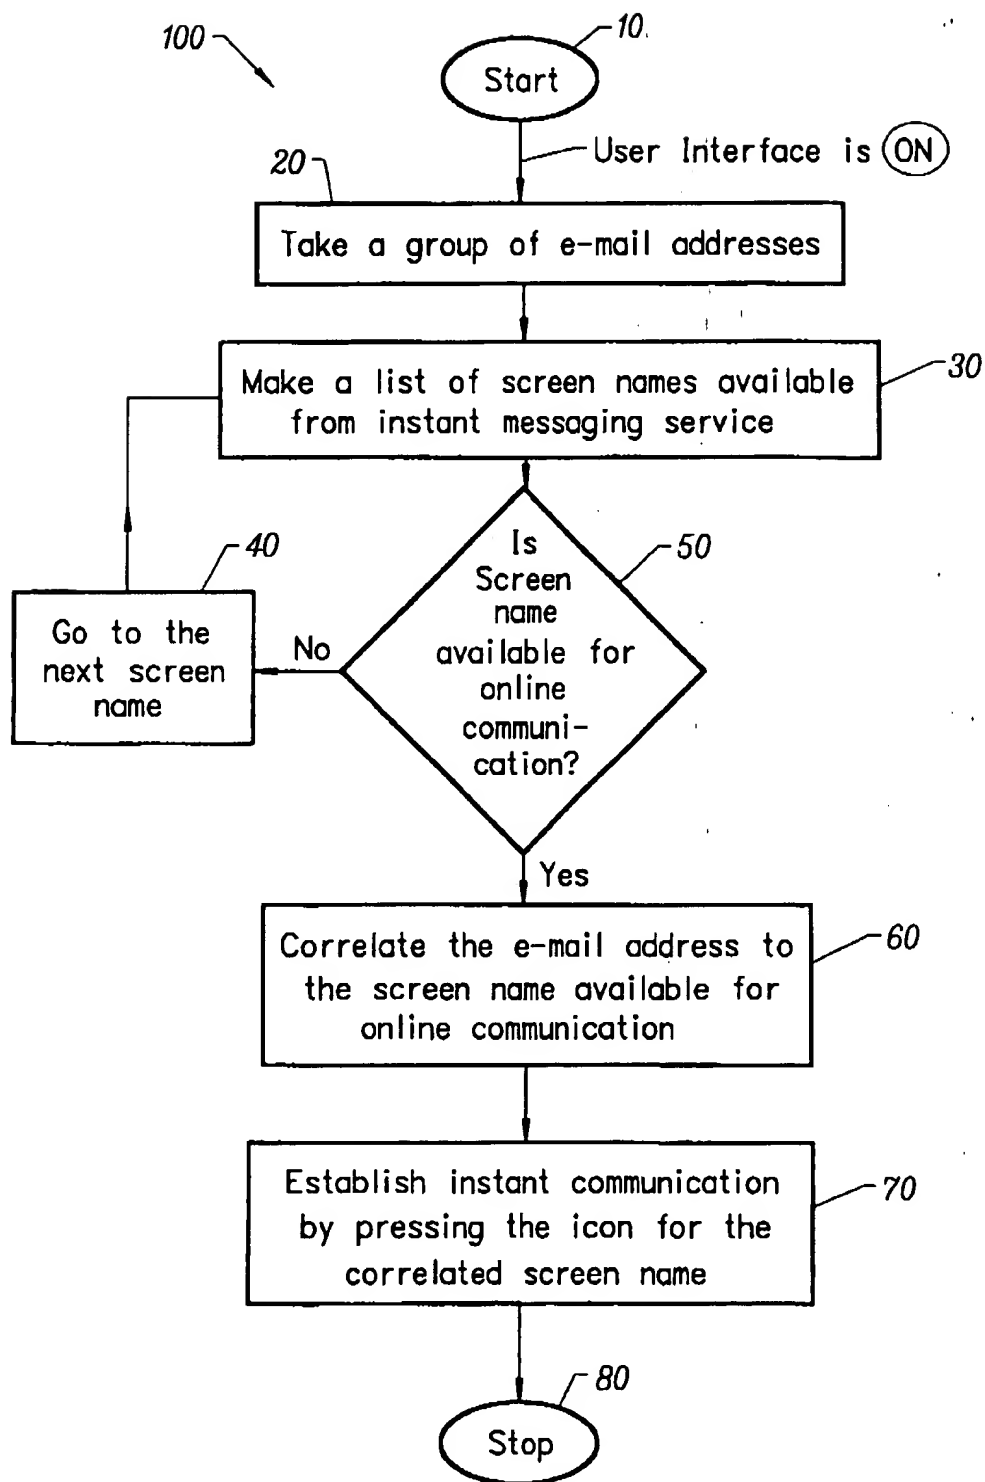 100
10
Start
User Interface is ON
20
Take a group of e-mail addresses
30
Make a list of screen names available
from instant messaging service
40
Go to the
next screen
name
No
50
Is
Screen
name
available for
online
communi-
cation?
Yes
60
Correlate the e-mail address to
the screen name available for
online communication
70
Establish instant communication
by pressing the icon for the
correlated screen name
80
Stop